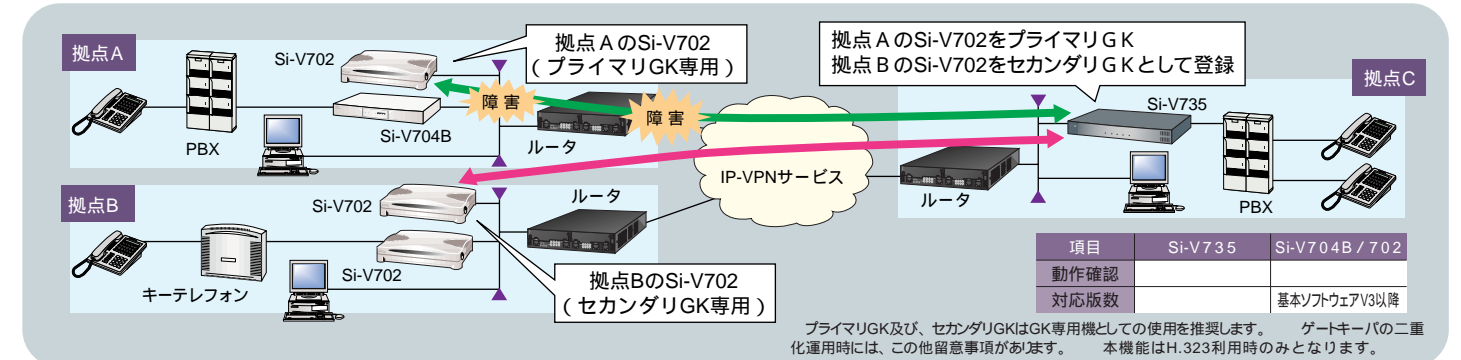 拠点A
Si-V702
拠点AのSi-V702
(プライマリGK専用)
障害
障害
PBX
Si-V704B
ルータ
拠点AのSi-V702をプライマリGK
拠点BのSi-V702をセカンダリGKとして登録
拠点C
Si-V735
IP-VPNサービス
ルータ
PBX
拠点B
Si-V702
ルータ
キーテレフォン
Si-V702
拠点BのSi-V702
(セカンダリGK専用)
項目 Si-V735 Si-V704B/702
動作確認
対応版数 基本ソフトウェアV3以降
プライマリGK及び、セカンダリGKはGK専用機としての使用を推奨します。 ゲートキーパの二重
化運用時には、この他留意事項があります。 本機能はH.323利用時のみとなります。